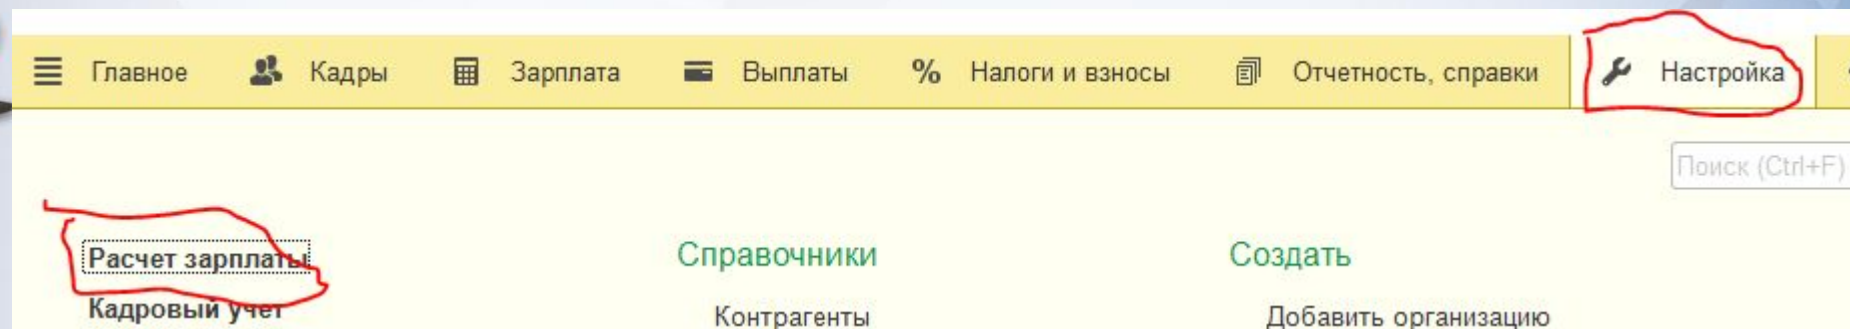 Главное Кадры Зарплата Выплаты % Налоги и взносы Отчетность, справки Настройка
Поиск (Ctrl+F)
Расчет зарплаты Справочники Создать
Кадровый учет Контрагенты Добавить организацию